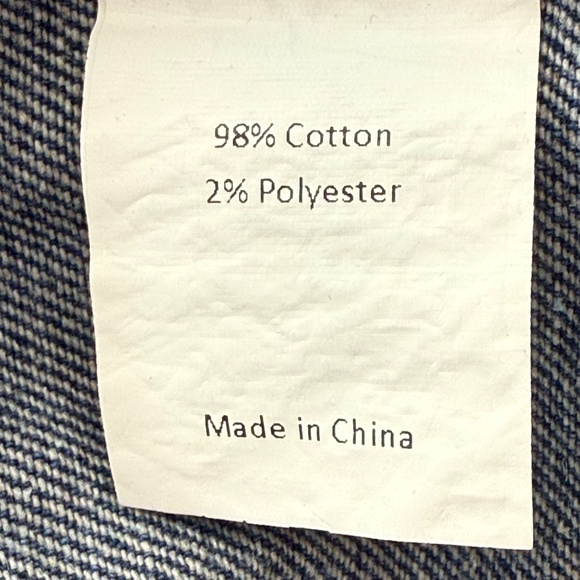 98% Cotton
2% Polyester
Made in China